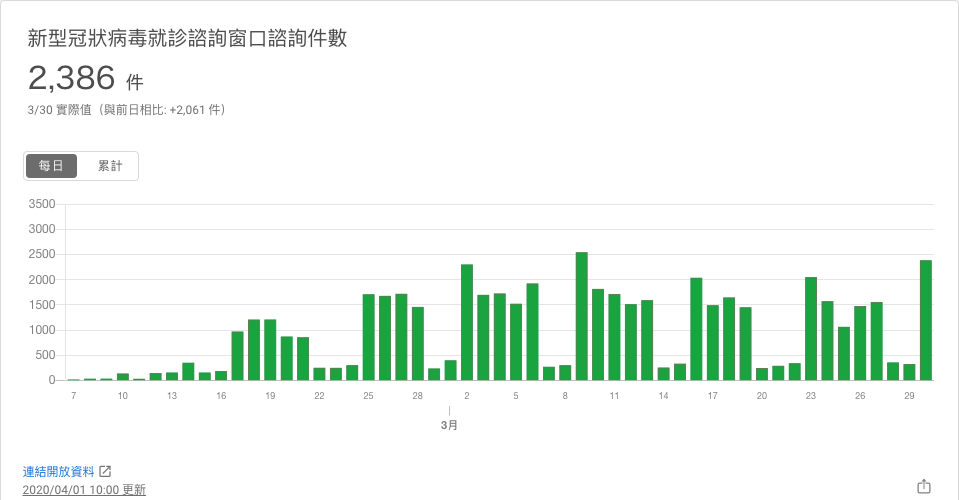 新型冠狀病毒就診諮詢窗口諮詢件數
2,386 件
3/30 實際值（與前日相比: +2,061 件）
每日 累計
3500
3000
2500
2000
1500
1000
500
0
7 10 13 16 19 22 25 28 2 5 8 11 14 17 20 23 26 29
3月
連結開放資料
2020/04/01 10:00 更新